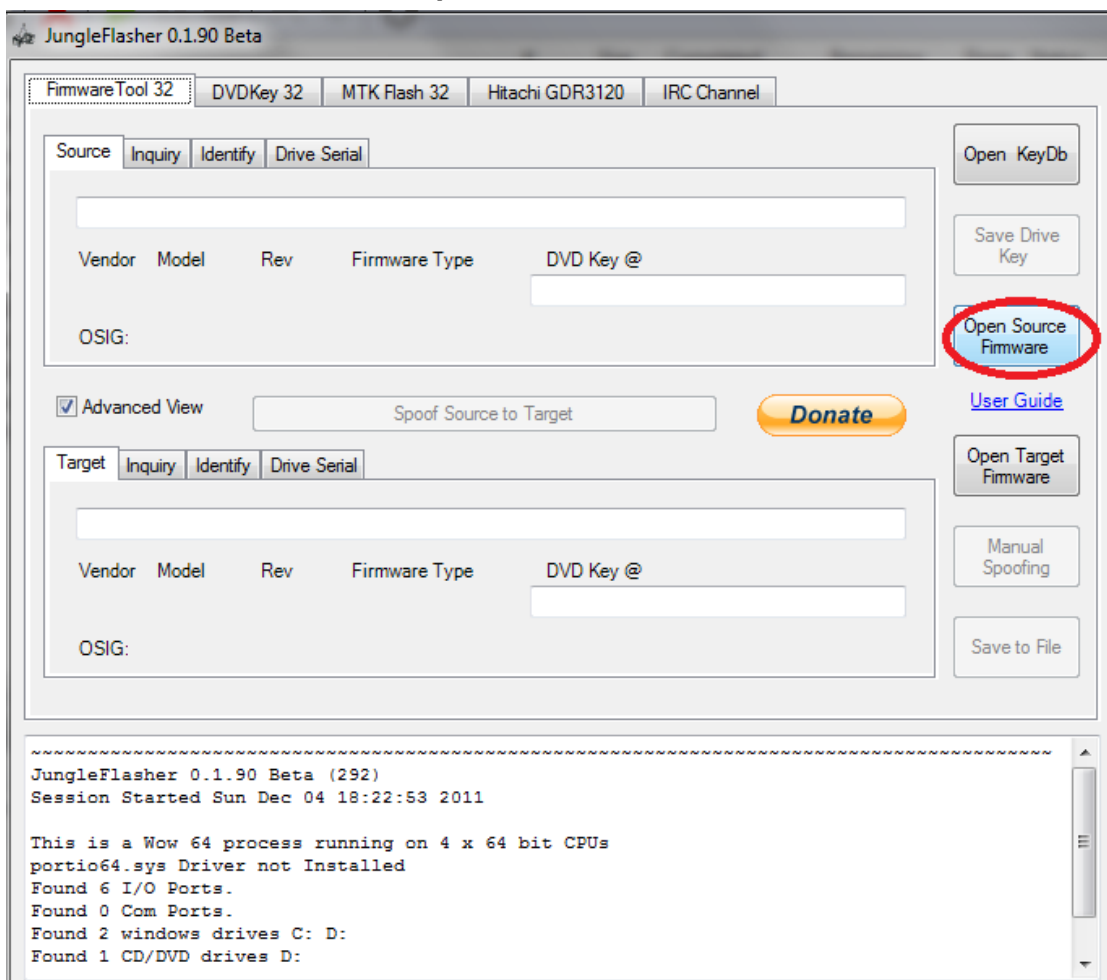 JungleFlasher 0.1.90 Beta
FirmwareTool 32 DVDKey 32 MTK Flash 32 Hitachi GDR3120 IRC Channel
Source Inquiry Identify Drive Serial
Open KeyDb
Vendor Model Rev Firmware Type DVD Key @
Save Drive
Key
OSIG:
Open Source
Firmware
Advanced View Spoof Source to Target Donate User Guide
Target Inquiry Identify Drive Serial
Open Target
Firmware
Vendor Model Rev Firmware Type DVD Key @
Manual
Spoofing
OSIG:
Save to File
~~~~~~~~~~~~~~~~~~~~~~~~~~~~~~~~~~~~~~~~~~~~~~~~~~~~~~~~~~~~~~~~~~~~~~~~~~~~~~~~~~~~~~~~~~
JungleFlasher 0.1.90 Beta (292)
Session Started Sun Dec 04 18:22:53 2011
This is a Wow 64 process running on 4 x 64 bit CPUs
portio64.sys Driver not Installed
Found 6 I/O Ports.
Found 0 Com Ports.
Found 2 windows drives C: D:
Found 1 CD/DVD drives D: